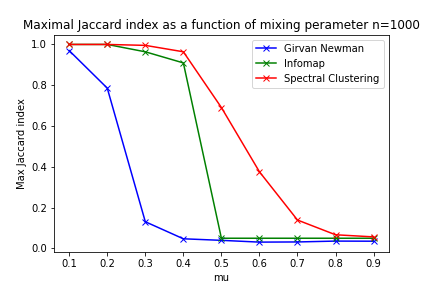 Maximal Jaccard index as a function of mixing perameter n=1000
Max Jaccard index
1.0
0.8
0.6
0.4
0.2
0.0
Girvan Newman
Infomap
Spectral Clustering
0.1 0.2 0.3 0.4 0.5 0.6 0.7 0.8 0.9
mu